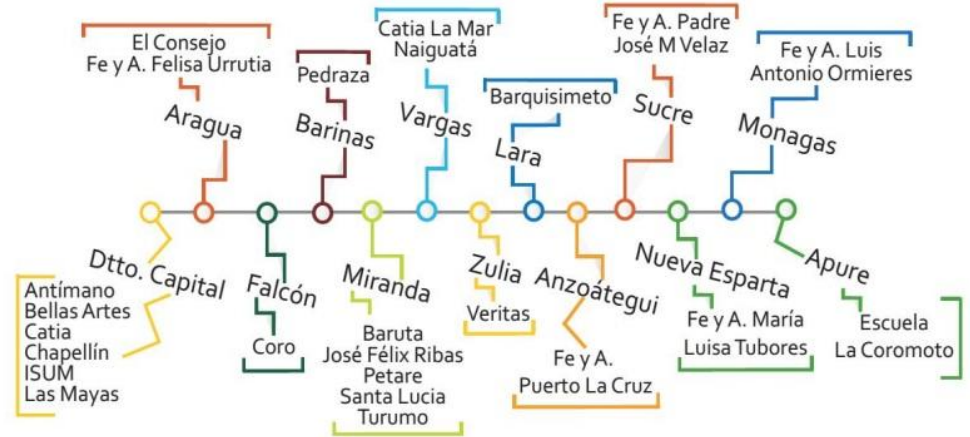 El Consejo
Fe y A. Felisa Urrutia
Aragua
Pedraza
Barinas
Catia La Mar
Naiguatá
Vargas
Barquisimeto
Lara
Fe y A. Padre
José M Velaz
Sucre
Fe y A. Luis
Antonio Ormieres
Monagas
Dtto. Capital
Antímano
Bellas Artes
Catia
Chapellín
ISUM
Las Mayas
Falcón
Coro
Miranda
Baruta
José Félix Ribas
Petare
Santa Lucia
Turumo
Zulia
Veritas
Anzoátegui
Fe y A.
Puerto La Cruz
Nueva Esparta
Fe y A. María
Luisa Tubores
Apure
Escuela
La Coromoto